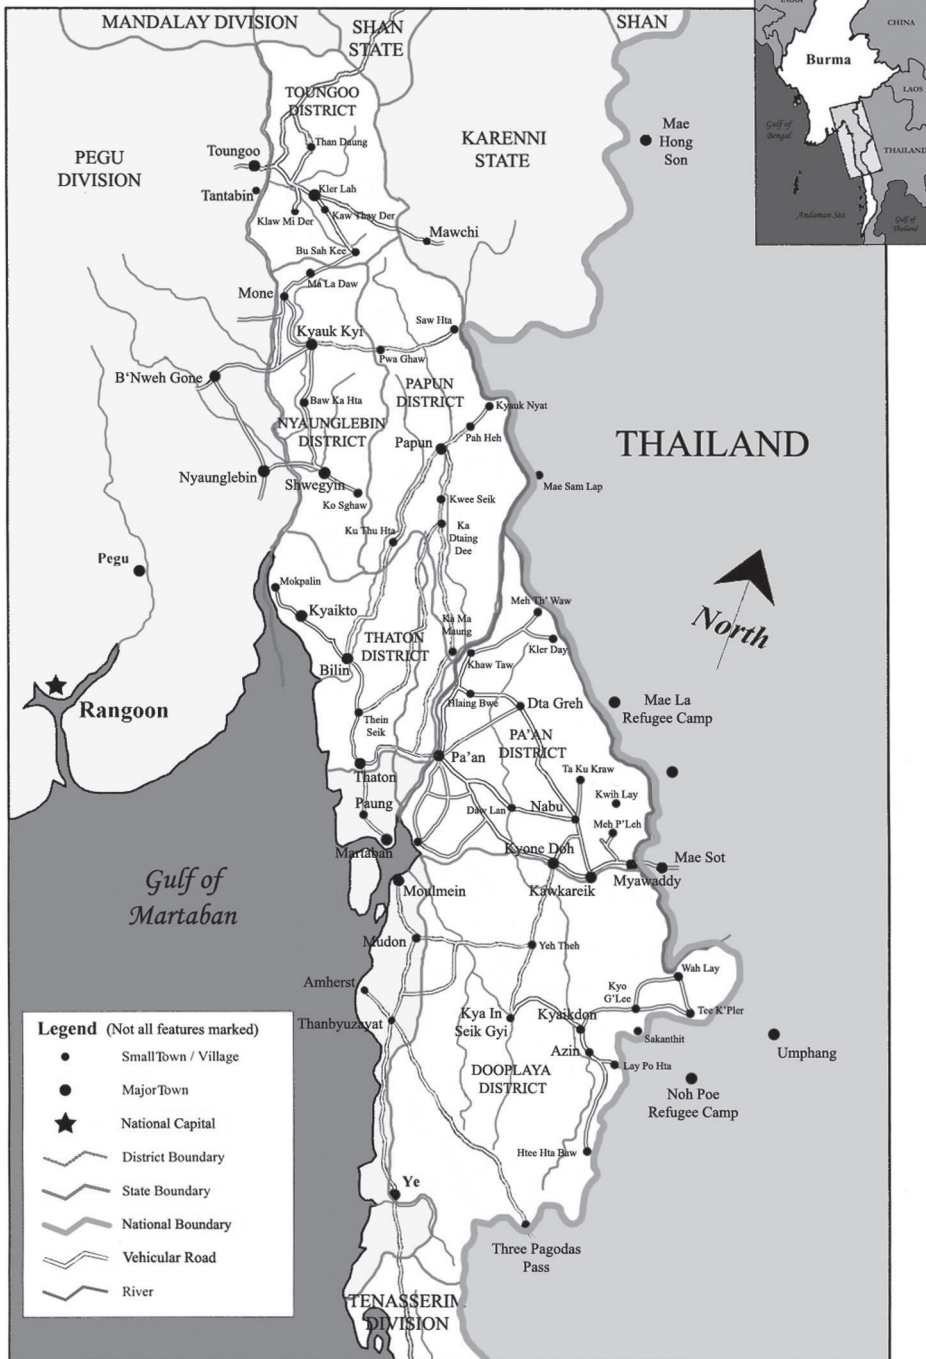 MANDALAY DIVISION
SHAN
STATE
SHAN
INDIA
CHINA
Burma
LAOS
Gulf of
Bengal
THAILAND
Andaman Sea
Gulf of
Thailand
TOUNGOO
DISTRICT
Than Daung
KARENNI
STATE
Mae
Hong
Son
PEGU
DIVISION
Toungoo
Tantabin
Kler Lah
Klaw Mi Der
Kaw Thay Der
Mawchi
Bu Sah Kee
Ma La Daw
Mone
Saw Hta
Kyauk Kyi
Pwa Ghaw
B'Nweh Gone
PAPUN
DISTRICT
Baw Ka Hta
Kyauk Nyat
NYAUNGLEBIN
DISTRICT
Pah Heh
Papun
THAILAND
Nyaunglebin
Shwegyin
Mae Sam Lap
Ko Sghaw
Kwee Seik
Ku Thu Hta
Ka
Dtaing
Dee
Pegu
Mokpalin
Kyaikto
Meh Th' Waw
North
Ka Ma
Maung
THATON
DISTRICT
Kler Day
Bilin
Khaw Taw
Rangoon
Hlaing Bwe
Dta Greh
Mae La
Refugee Camp
Thein
Seik
PA'AN
DISTRICT
Pa'an
Thaton
Ta Ku Kraw
Paung
Daw Lan
Nabu
Kwih Lay
Meh P'Leh
Martaban
Kyone Doh
Mae Sot
Gulf of
Martaban
Moulmein
Kawkareik
Myawaddy
Mudon
Yeh Theh
Wah Lay
Amherst
Kyo
G'Lee
Thanbyuzayat
Kya In
Seik Gyi
Kyaikdon
Tee K'Pler
Sakanthit
Azin
Umphang
Lay Po Hta
DOOPLAYA
DISTRICT
Noh Poe
Refugee Camp
Htee Hta Baw
Ye
Three Pagodas
Pass
TENASSERIM
DIVISION
Legend (Not all features marked)
Small Town / Village
Major Town
National Capital
District Boundary
State Boundary
National Boundary
Vehicular Road
River